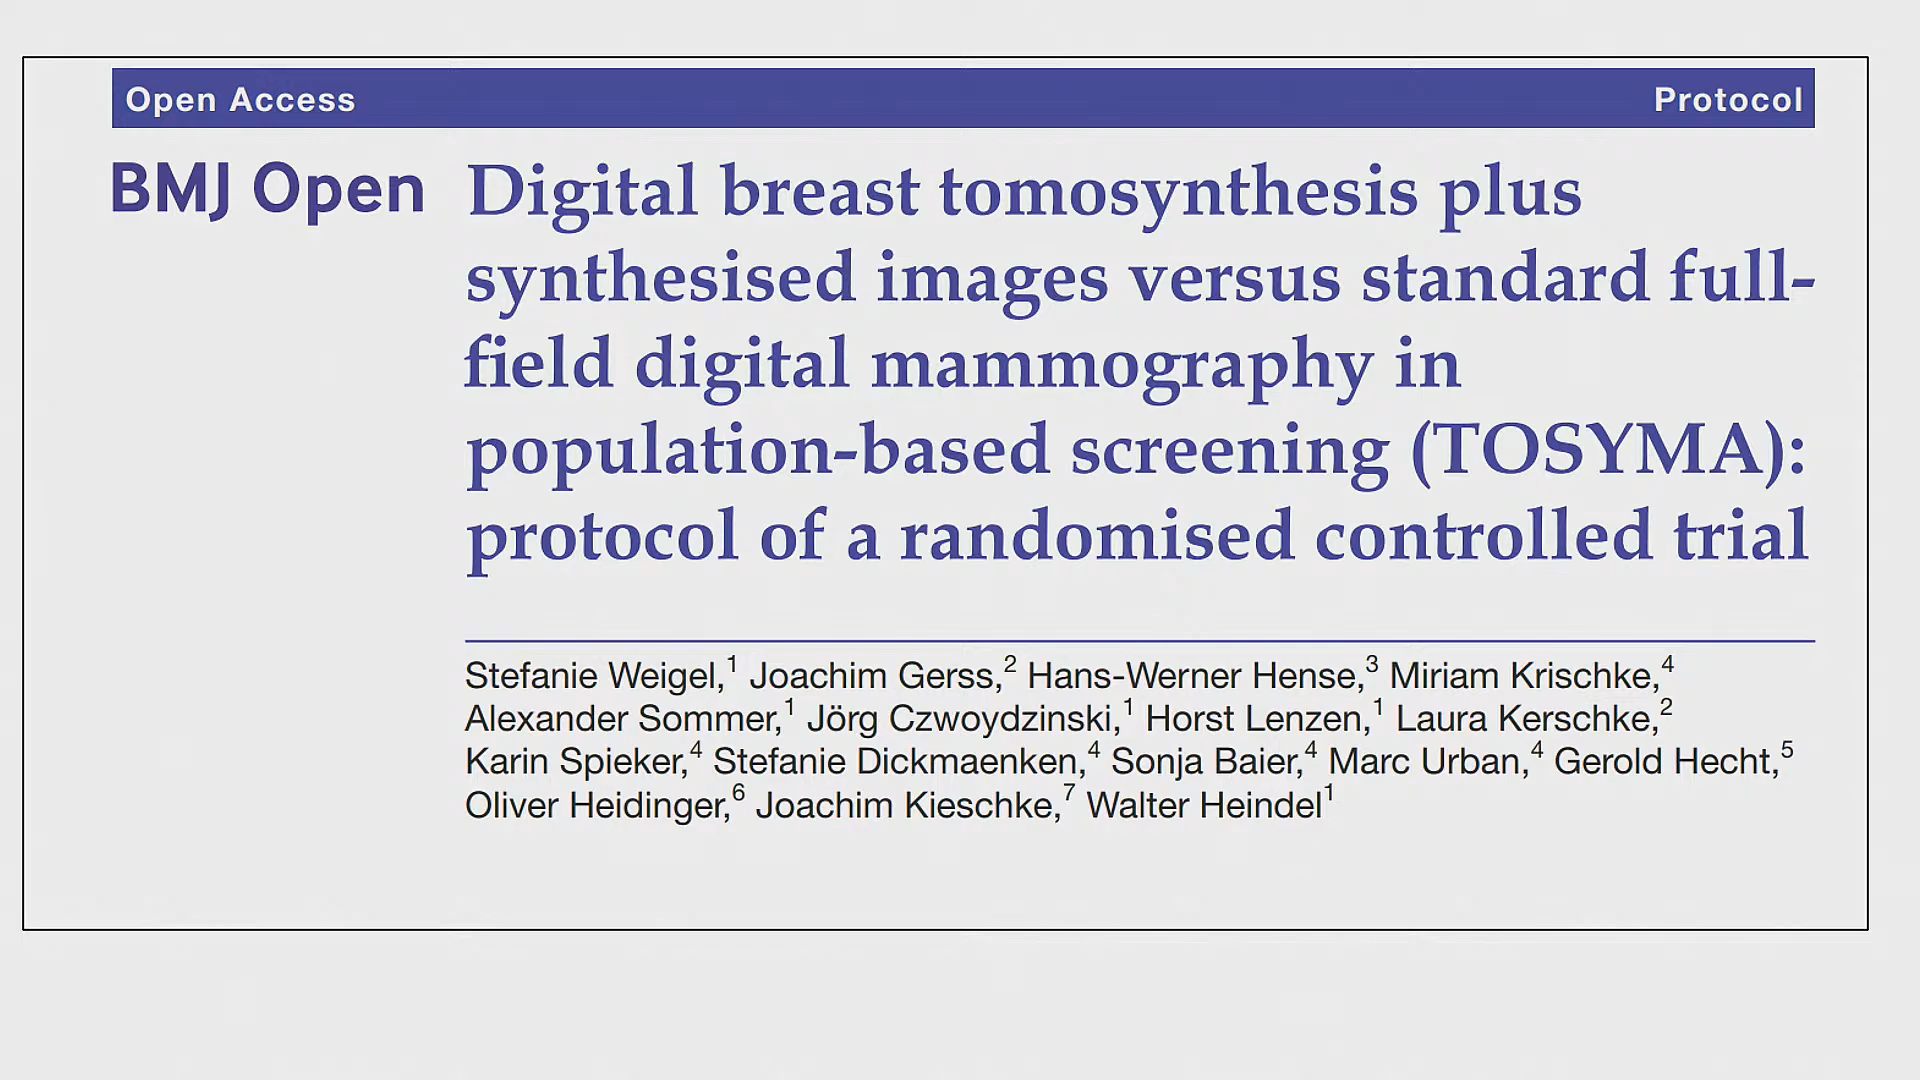 Open Access
Protocol
BMJ Open
Digital breast tomosynthesis plus
synthesised images versus standard full-
field digital mammography in
population-based screening (TOSYMA):
protocol of a randomised controlled trial
Stefanie Weigel,¹ Joachim Gerss,² Hans-Werner Hense,³ Miriam Krischke,⁴
Alexander Sommer,¹ Jörg Czwoydzinski,¹ Horst Lenzen,¹ Laura Kerschke,²
Karin Spieker,⁴ Stefanie Dickmaenken,⁴ Sonja Baier,⁴ Marc Urban,⁴ Gerold Hecht,⁵
Oliver Heidinger,⁶ Joachim Kieschke,⁷ Walter Heindel¹